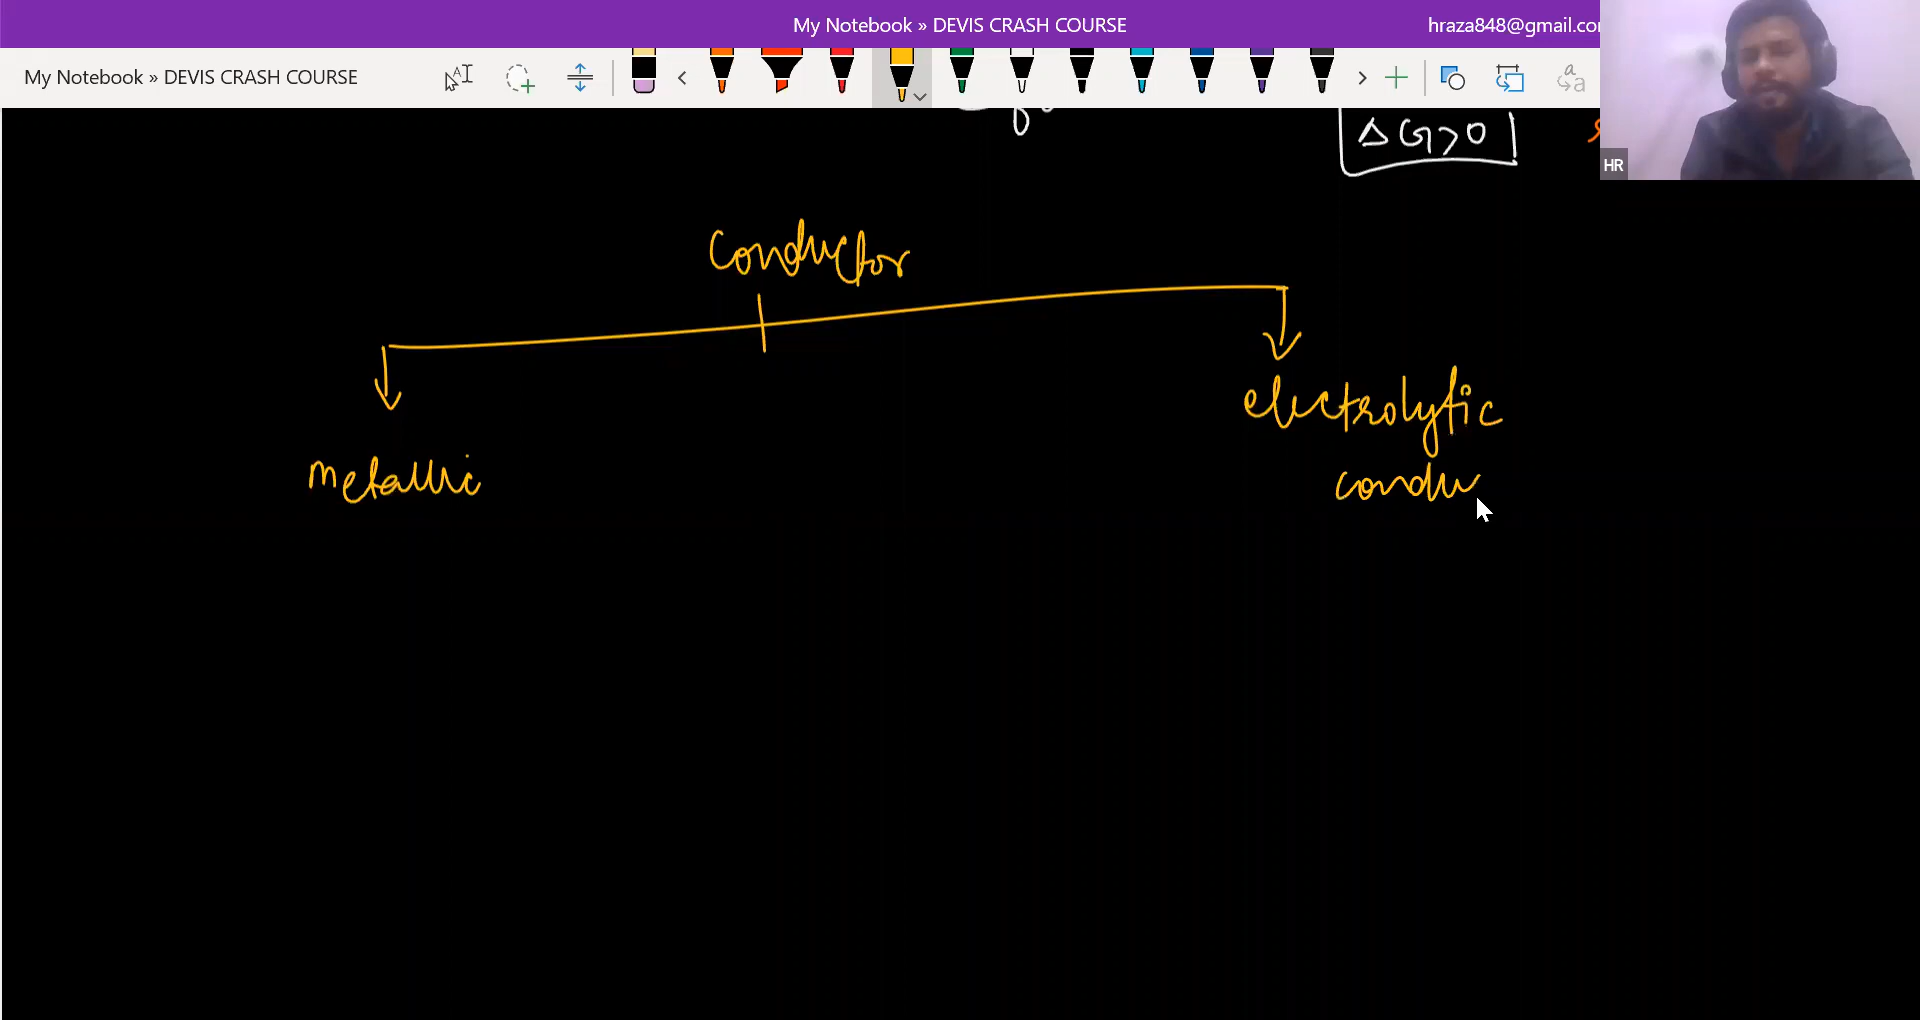 My Notebook » DEVIS CRASH COURSE
hraza848@gmail.co
My Notebook » DEVIS CRASH COURSE
HR
ΔG>0
conductor
metallic
electrolytic
condu